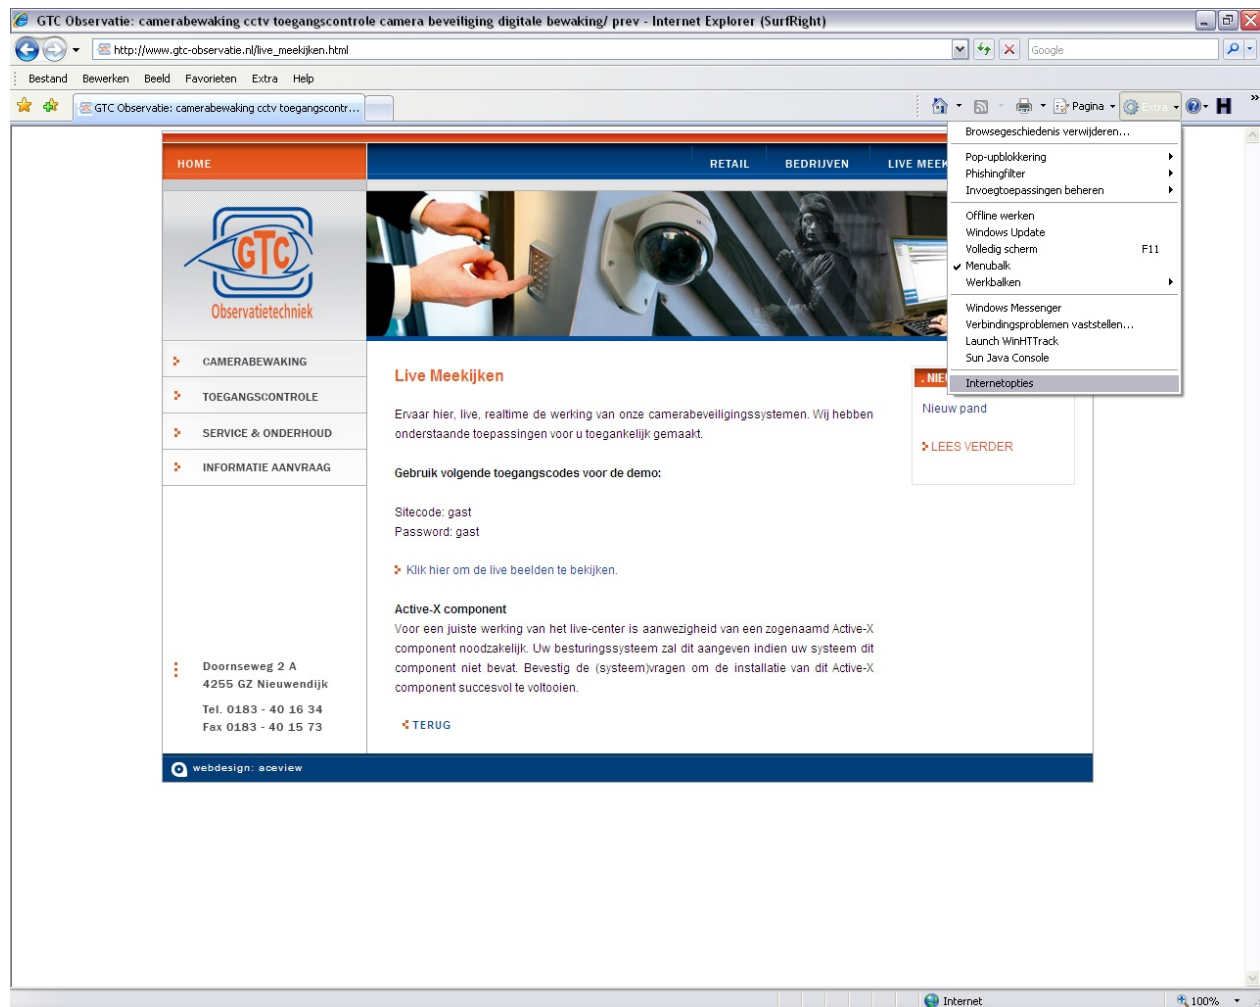 GTC Observatie: camerabewaking cctv toegangscontrole camera beveiliging digitale bewaking/ prev - Internet Explorer (SurfRight)
http://www.gtc-observatie.nl/live_meekijken.html
Google
Bestand Bewerken Beeld Favorieten Extra Help
GTC Observatie: camerabewaking cctv toegangscontr...
Pagina
Extra
H
»
Browsegeschiedenis verwijderen...
Pop-upblokkering
Phishingfilter
Invoegtoepassingen beheren
Offline werken
Windows Update
Volledig scherm F11
Menubalk
Werkbalken
Windows Messenger
Verbindingsproblemen vaststellen...
Launch WinHTTrack
Sun Java Console
Internetopties
HOME
RETAIL
BEDRIJVEN
LIVE MEEK
GTC
Observatietechniek
CAMERABEWAKING
TOEGANGSCONTROLE
SERVICE & ONDERHOUD
INFORMATIE AANVRAAG
Doornseweg 2 A
4255 GZ Nieuwendijk
Tel. 0183 - 40 16 34
Fax 0183 - 40 15 73
Live Meekijken
Ervaar hier, live, realtime de werking van onze camerabeveiligingssystemen. Wij hebben
onderstaande toepassingen voor u toegankelijk gemaakt.
Gebruik volgende toegangscodes voor de demo:
Sitecode: gast
Password: gast
Klik hier om de live beelden te bekijken.
Active-X component
Voor een juiste werking van het live-center is aanwezigheid van een zogenaamd Active-X
component noodzakelijk. Uw besturingssysteem zal dit aangeven indien uw systeem dit
component niet bevat. Bevestig de (systeem)vragen om de installatie van dit Active-X
component succesvol te voltooien.
TERUG
. NIE
Nieuw pand
LEES VERDER
webdesign: aceview
Internet
100%